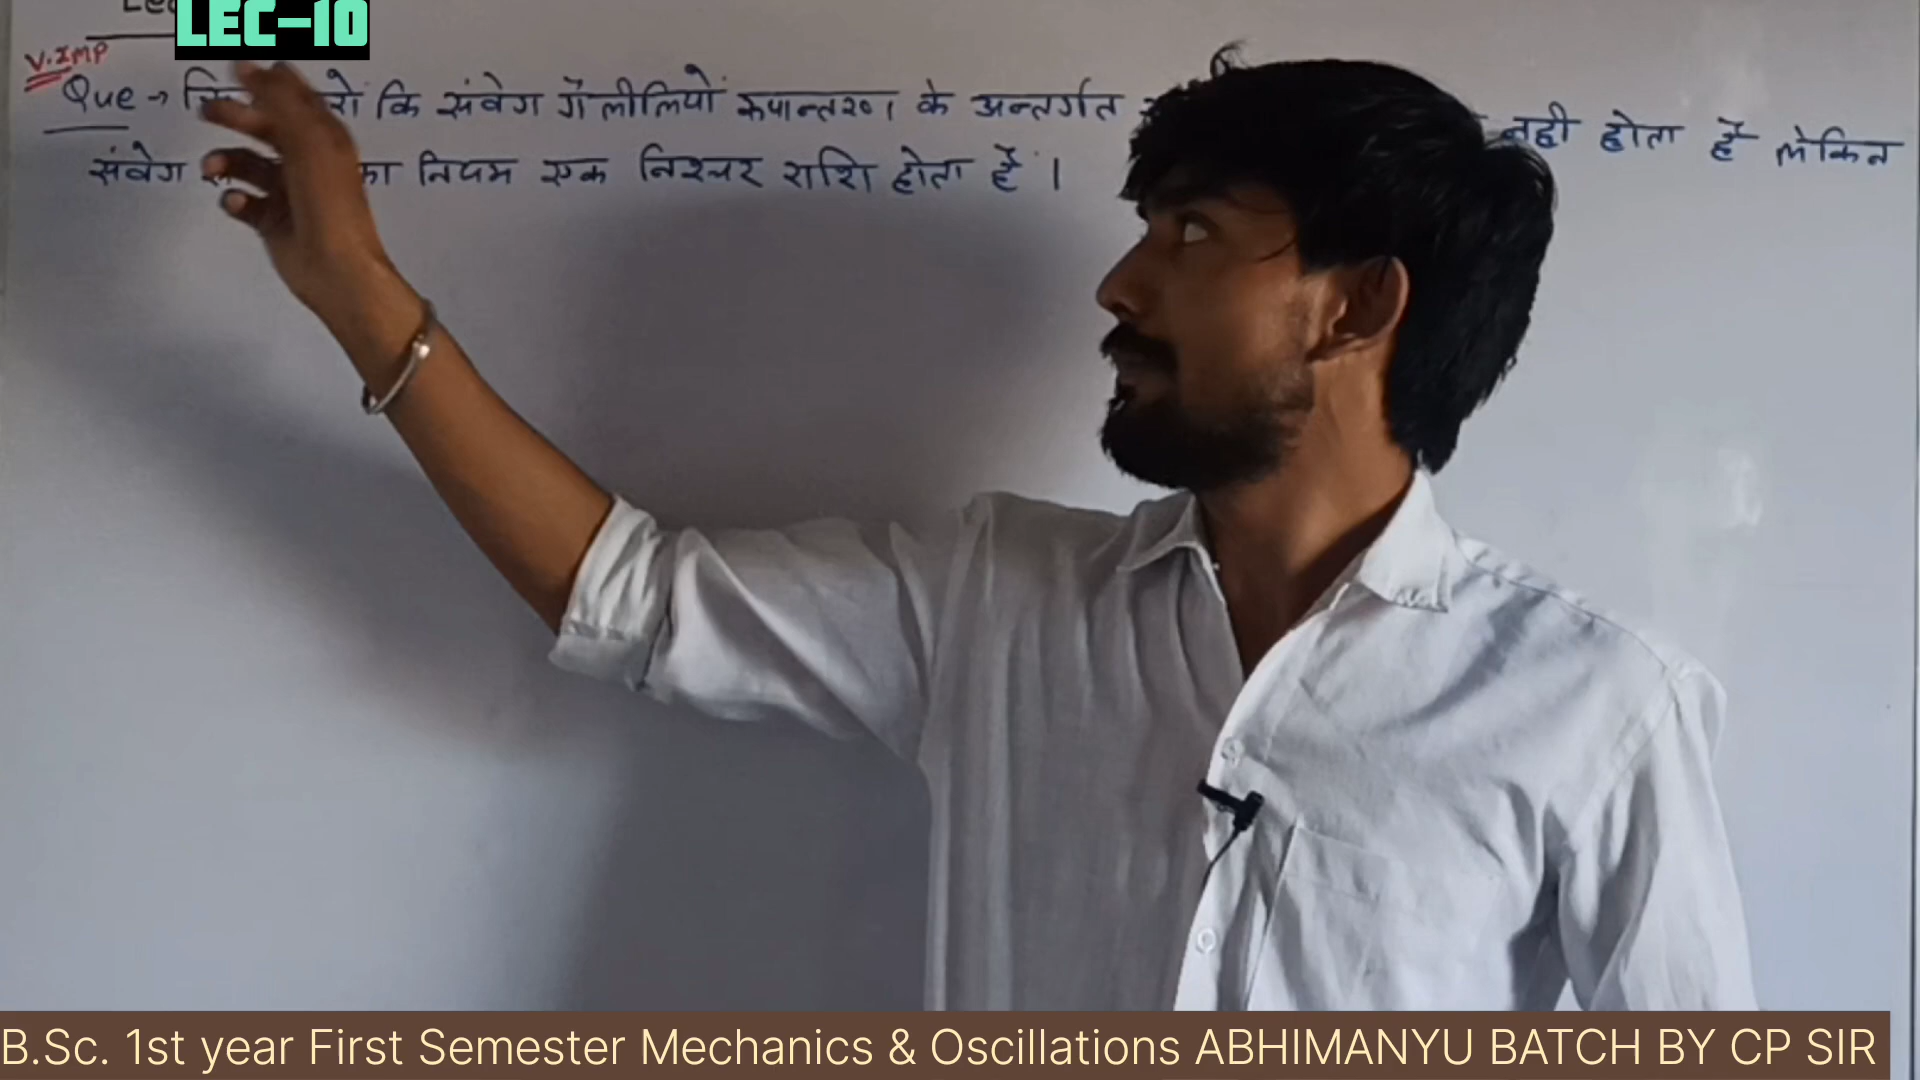 LEC-10
V.IMP
Que → कि संवेग गैलीलियों रूपान्तरण के अन्तर्गत नही होता है लेकिन
संवेग का नियम एक निश्चर राशि होता है ।
B.Sc. 1st year First Semester Mechanics & Oscillations ABHIMANYU BATCH BY CP SIR